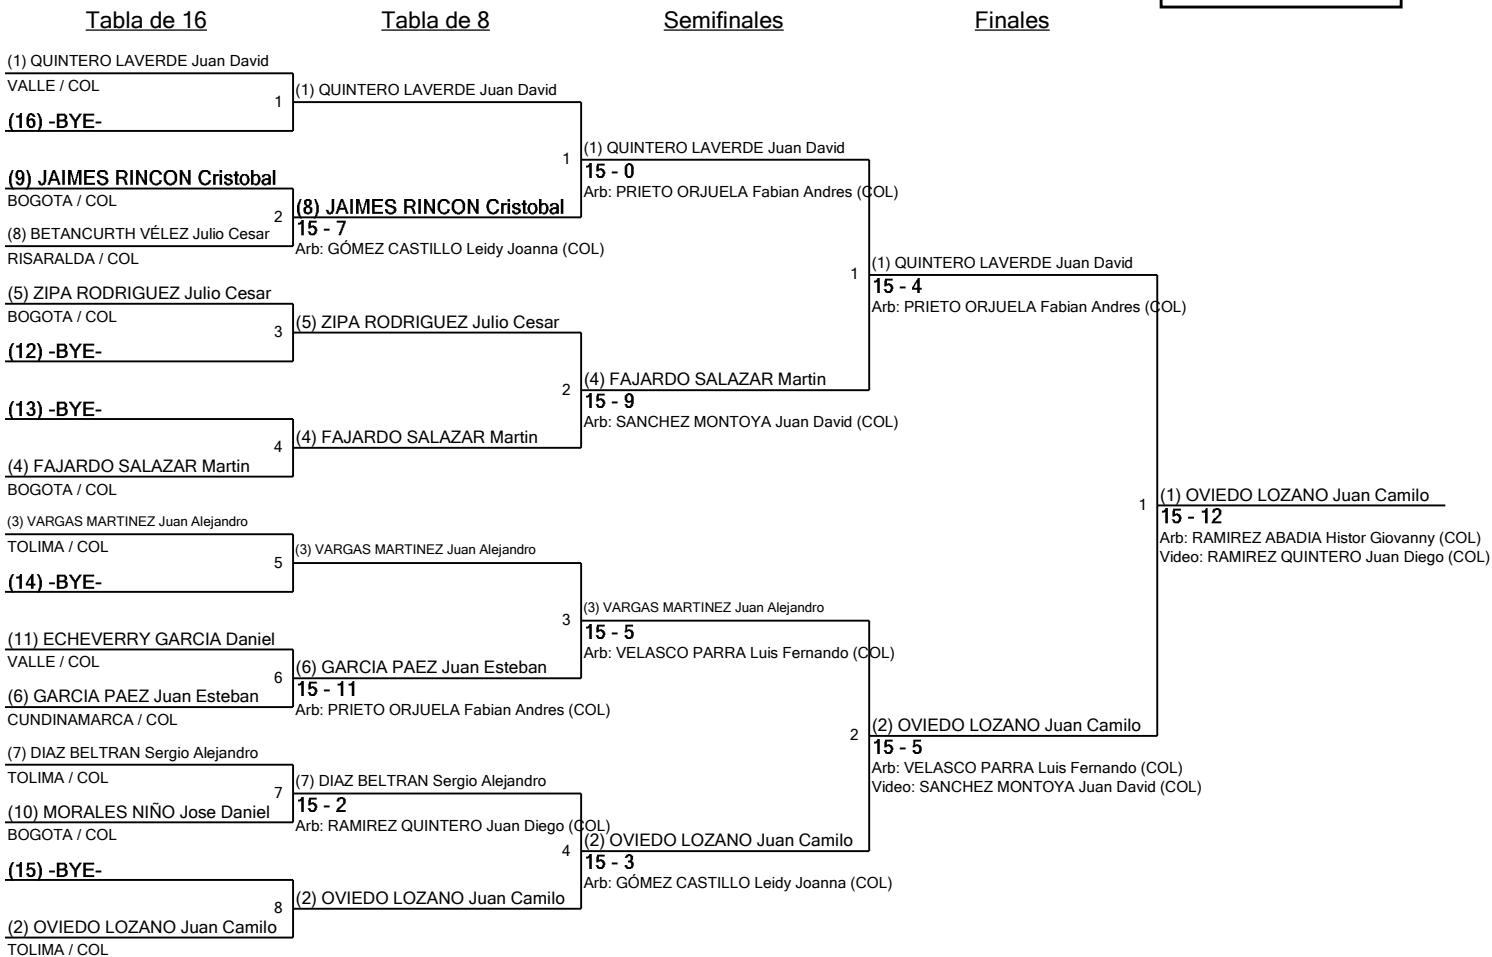 Tabla de 16
Tabla de 8
Semifinales
Finales
(1) QUINTERO LAVERDE Juan David
VALLE / COL
1
(16) -BYE-
(9) JAIMES RINCON Cristobal
BOGOTA / COL
2
(8) BETANCURTH VÉLEZ Julio Cesar
RISARALDA / COL
(5) ZIPA RODRIGUEZ Julio Cesar
BOGOTA / COL
3
(12) -BYE-
(13) -BYE-
4
(4) FAJARDO SALAZAR Martin
BOGOTA / COL
(3) VARGAS MARTINEZ Juan Alejandro
TOLIMA / COL
5
(14) -BYE-
(11) ECHEVERRY GARCIA Daniel
VALLE / COL
6
(6) GARCIA PAEZ Juan Esteban
CUNDINAMARCA / COL
(7) DIAZ BELTRAN Sergio Alejandro
TOLIMA / COL
7
(10) MORALES NIÑO Jose Daniel
BOGOTA / COL
(15) -BYE-
8
(2) OVIEDO LOZANO Juan Camilo
TOLIMA / COL
(1) QUINTERO LAVERDE Juan David
1
(8) JAIMES RINCON Cristobal
15 - 7
Arb: GÓMEZ CASTILLO Leidy Joanna (COL)
(5) ZIPA RODRIGUEZ Julio Cesar
2
(4) FAJARDO SALAZAR Martin
(3) VARGAS MARTINEZ Juan Alejandro
3
(6) GARCIA PAEZ Juan Esteban
15 - 11
Arb: PRIETO ORJUELA Fabian Andres (COL)
(7) DIAZ BELTRAN Sergio Alejandro
15 - 2
Arb: RAMIREZ QUINTERO Juan Diego (COL)
4
(2) OVIEDO LOZANO Juan Camilo
(1) QUINTERO LAVERDE Juan David
15 - 0
Arb: PRIETO ORJUELA Fabian Andres (COL)
1
(4) FAJARDO SALAZAR Martin
15 - 9
Arb: SANCHEZ MONTOYA Juan David (COL)
(3) VARGAS MARTINEZ Juan Alejandro
15 - 5
Arb: VELASCO PARRA Luis Fernando (COL)
2
(2) OVIEDO LOZANO Juan Camilo
15 - 3
Arb: GÓMEZ CASTILLO Leidy Joanna (COL)
(1) QUINTERO LAVERDE Juan David
15 - 4
Arb: PRIETO ORJUELA Fabian Andres (COL)
1
(2) OVIEDO LOZANO Juan Camilo
15 - 5
Arb: VELASCO PARRA Luis Fernando (COL)
Video: SANCHEZ MONTOYA Juan David (COL)
(1) OVIEDO LOZANO Juan Camilo
15 - 12
Arb: RAMIREZ ABADIA Histor Giovanny (COL)
Video: RAMIREZ QUINTERO Juan Diego (COL)